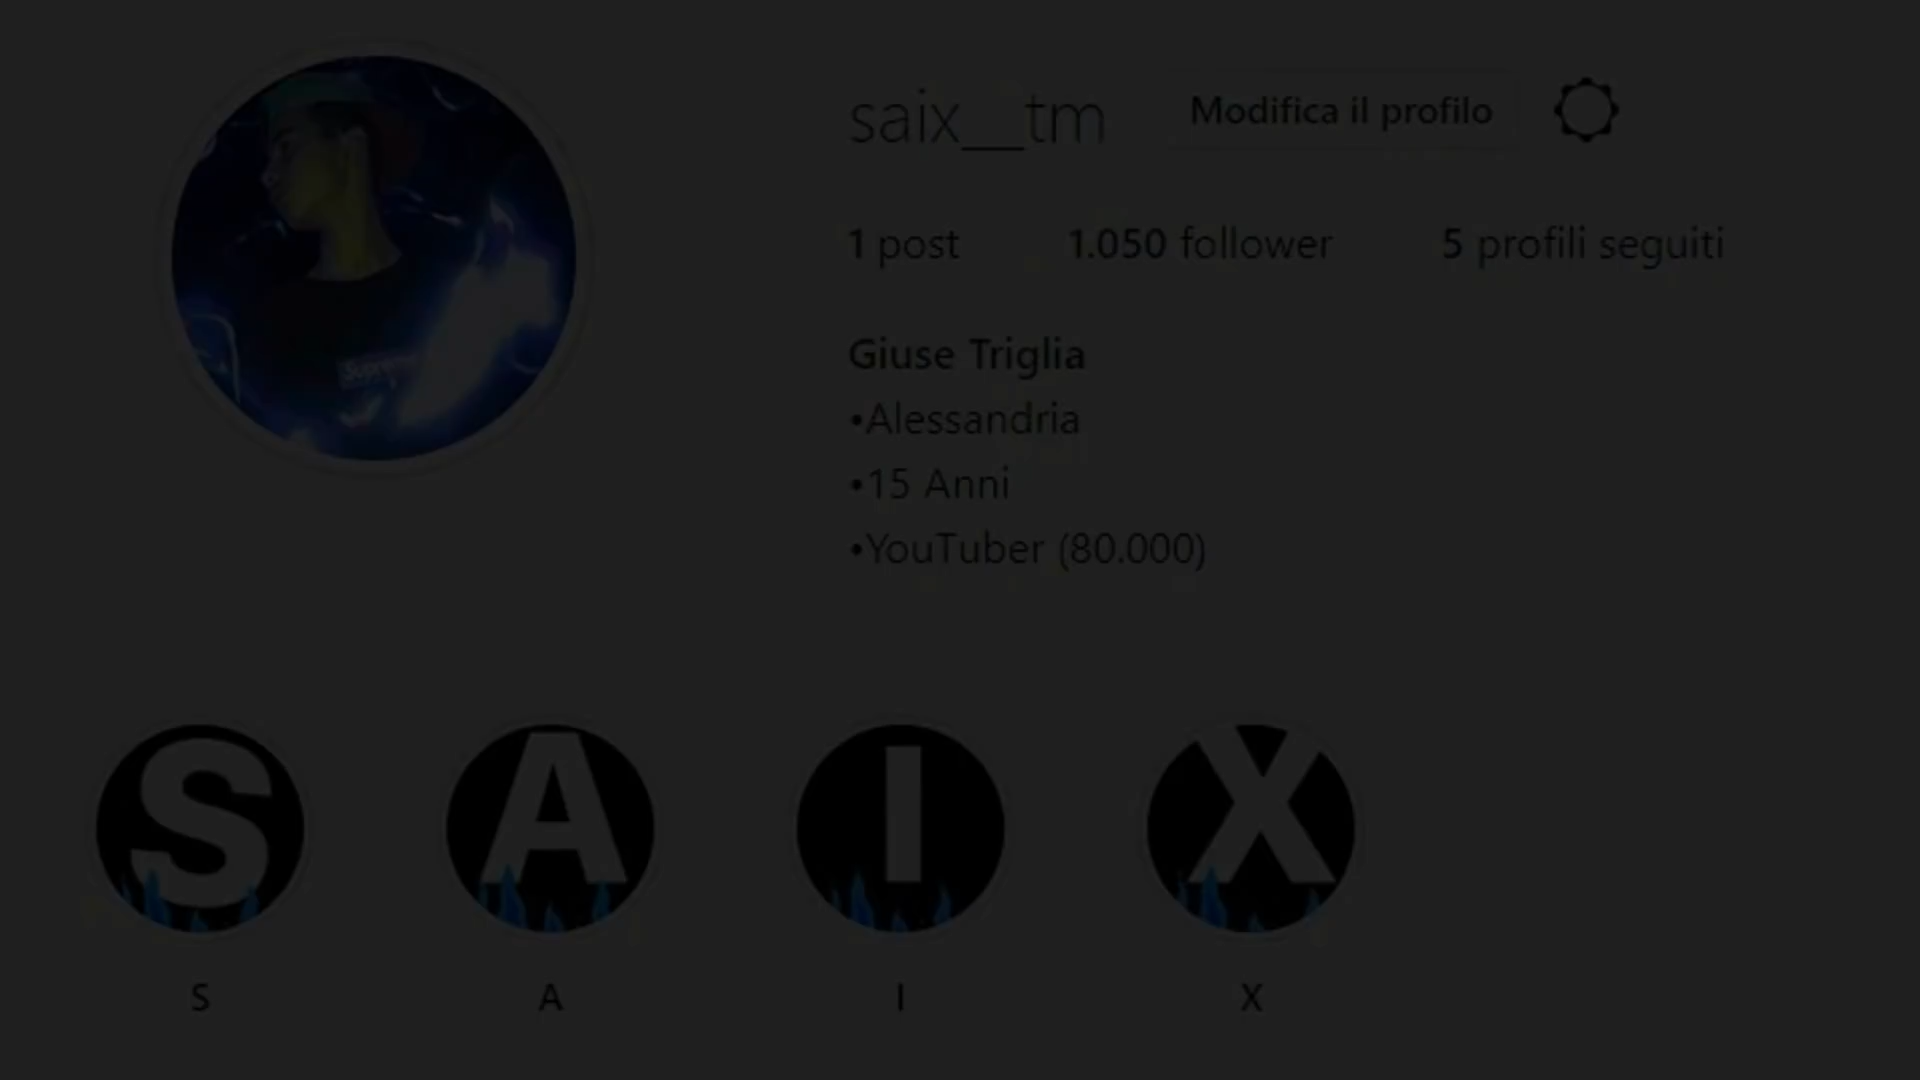 saix__tm Modifica il profilo
1 post 1.050 follower 5 profili seguiti
Giuse Triglia
•Alessandria
•15 Anni
•YouTuber (80.000)
S A I X
S A I X